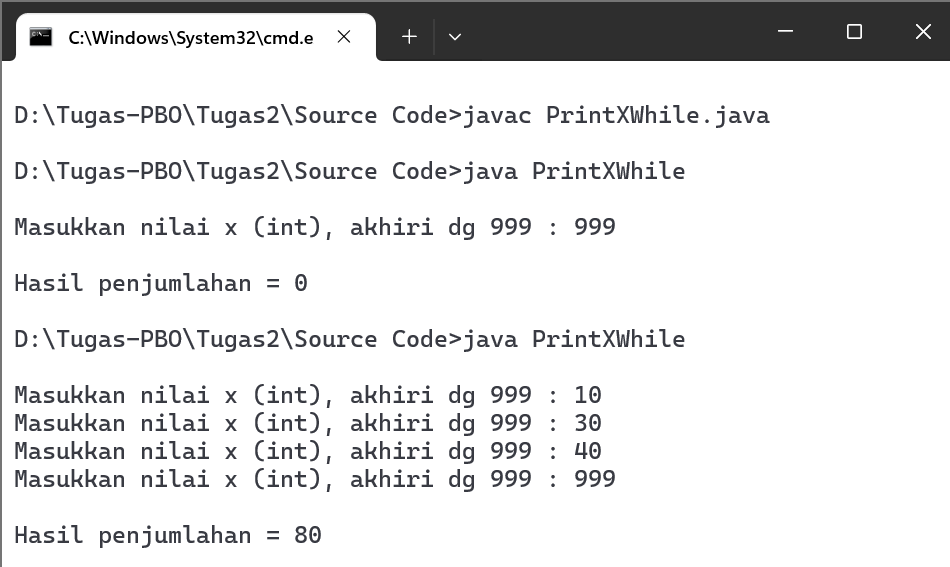 C:\Windows\System32\cmd.e
D:\Tugas-PBO\Tugas2\Source Code>javac PrintXWhile.java
D:\Tugas-PBO\Tugas2\Source Code>java PrintXWhile
Masukkan nilai x (int), akhiri dg 999 : 999
Hasil penjumlahan = 0
D:\Tugas-PBO\Tugas2\Source Code>java PrintXWhile
Masukkan nilai x (int), akhiri dg 999 : 10
Masukkan nilai x (int), akhiri dg 999 : 30
Masukkan nilai x (int), akhiri dg 999 : 40
Masukkan nilai x (int), akhiri dg 999 : 999
Hasil penjumlahan = 80